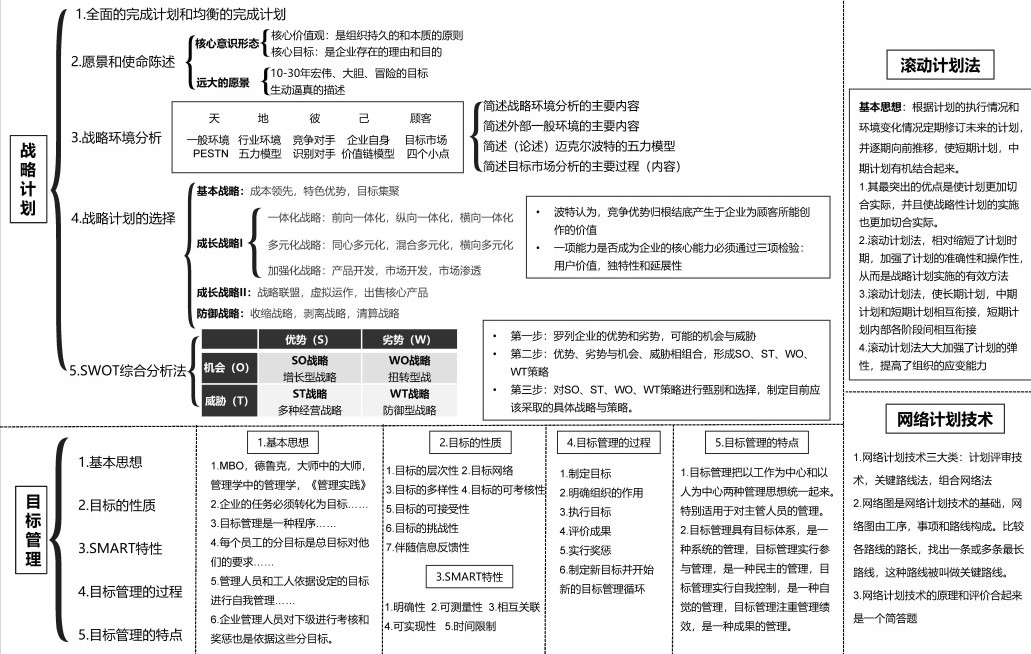 战略计划
1.全面的完成计划和均衡的完成计划
2.愿景和使命陈述
核心意识形态
核心价值观：是组织持久的和本质的原则
核心目标：是企业存在的理由和目的
远大的愿景
10-30年宏伟、大胆、冒险的目标
生动逼真的描述
3.战略环境分析
天 地 彼 己 顾客
一般环境 行业环境 竞争对手 企业自身 目标市场
PESTN 五力模型 识别对手 价值链模型 四个小点
简述战略环境分析的主要内容
简述外部一般环境的主要内容
简述（论述）迈克尔波特的五力模型
简述目标市场分析的主要过程（内容）
4.战略计划的选择
基本战略：成本领先，特色优势，目标集聚
成长战略I
一体化战略：前向一体化，纵向一体化，横向一体化
多元化战略：同心多元化，混合多元化，横向多元化
加强化战略：产品开发，市场开发，市场渗透
成长战略II：战略联盟，虚拟运作，出售核心产品
防御战略：收缩战略，剥离战略，清算战略
• 波特认为，竞争优势归根结底产生于企业为顾客所能创
作的价值
• 一项能力是否成为企业的核心能力必须通过三项检验：
用户价值，独特性和延展性
5.SWOT综合分析法
优势（S） 劣势（W）
机会（O）
SO战略
增长型战略
WO战略
扭转型战
威胁（T）
ST战略
多种经营战略
WT战略
防御型战略
• 第一步：罗列企业的优势和劣势，可能的机会与威胁
• 第二步：优势、劣势与机会、威胁相组合，形成SO、ST、WO、
WT策略
• 第三步：对SO、ST、WO、WT策略进行甄别和选择，制定目前应
该采取的具体战略与策略。
滚动计划法
基本思想：根据计划的执行情况和
环境变化情况定期修订未来的计划，
并逐期向前推移，使短期计划，中
期计划有机结合起来。
1.其最突出的优点是使计划更加切
合实际，并且使战略性计划的实施
也更加切合实际。
2.滚动计划法，相对缩短了计划时
期，加强了计划的准确性和操作性，
从而是战略计划实施的有效方法
3.滚动计划法，使长期计划，中期
计划和短期计划相互衔接，短期计
划内部各阶段间相互衔接
4.滚动计划法大大加强了计划的弹
性，提高了组织的应变能力
网络计划技术
1.网络计划技术三大类：计划评审技
术，关键路线法，组合网络法
2.网络图是网络计划技术的基础，网
络图由工序，事项和路线构成。比较
各路线的路长，找出一条或多条最长
路线，这种路线被叫做关键路线。
3.网络计划技术的原理和评价合起来
是一个简答题
目标管理
1.基本思想
2.目标的性质
3.SMART特性
4.目标管理的过程
5.目标管理的特点
1.基本思想
1.MBO，德鲁克，大师中的大师，
管理学中的管理学，《管理实践》
2.企业的任务必须转化为目标……
3.目标管理是一种程序……
4.每个员工的分目标是总目标对他
们的要求……
5.管理人员和工人依据设定的目标
进行自我管理……
6.企业管理人员对下级进行考核和
奖惩也是依据这些分目标。
2.目标的性质
1.目标的层次性 2.目标网络
3.目标的多样性 4.目标的可考核性
5.目标的可接受性
6.目标的挑战性
7.伴随信息反馈性
3.SMART特性
1.明确性 2.可测量性 3.相互关联
4.可实现性 5.时间限制
4.目标管理的过程
1.制定目标
2.明确组织的作用
3.执行目标
4.评价成果
5.实行奖惩
6.制定新目标并开始
新的目标管理循环
5.目标管理的特点
1.目标管理把以工作为中心和以
人为中心两种管理思想统一起来。
特别适用于对主管人员的管理。
2.目标管理具有目标体系，是一
种系统的管理，目标管理实行参
与管理，是一种民主的管理，目
标管理实行自我控制，是一种自
觉的管理，目标管理注重管理绩
效，是一种成果的管理。